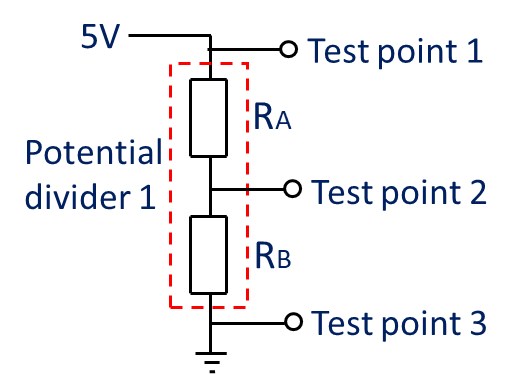 5V
Test point 1
RA
Potential
divider 1
Test point 2
RB
Test point 3